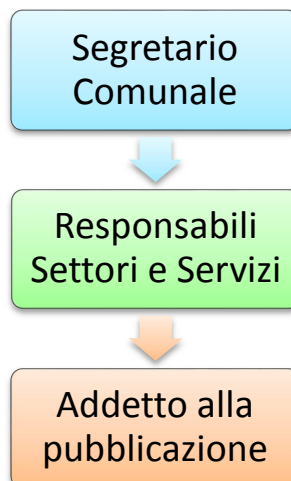 Segretario
Comunale
Responsabili
Settori e Servizi
Addetto alla
pubblicazione